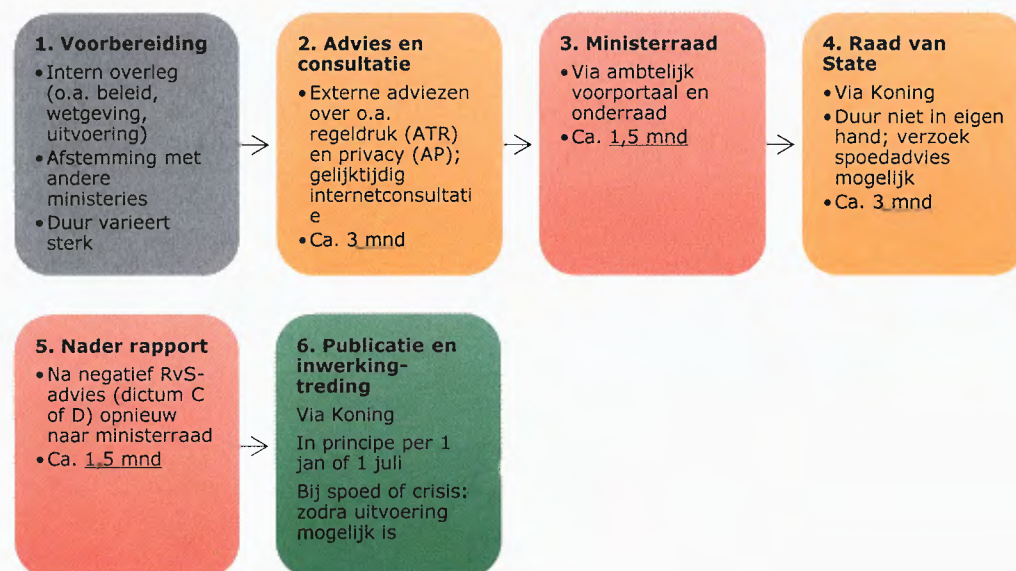 1. Voorbereiding
• Intern overleg
(o.a. beleid,
wetgeving,
uitvoering)
• Afstemming met
andere
ministeries
• Duur varieert
sterk
2. Advies en
consultatie
• Externe adviezen
over o.a.
regeldruk (ATR)
en privacy (AP);
gelijktijdig
internetconsultati
e
• Ca. 3 mnd
3. Ministerraad
• Via ambtelijk
voorportaal en
onderraad
• Ca. 1,5 mnd
4. Raad van
State
• Via Koning
• Duur niet in eigen
hand; verzoek
spoedadvies
mogelijk
• Ca. 3 mnd
5. Nader rapport
• Na negatief RvS-
advies (dictum C
of D) opnieuw
naar ministerraad
• Ca. 1,5 mnd
6. Publicatie en
inwerking-
treding
Via Koning
In principe per 1
jan of 1 juli
Bij spoed of crisis:
zodra uitvoering
mogelijk is